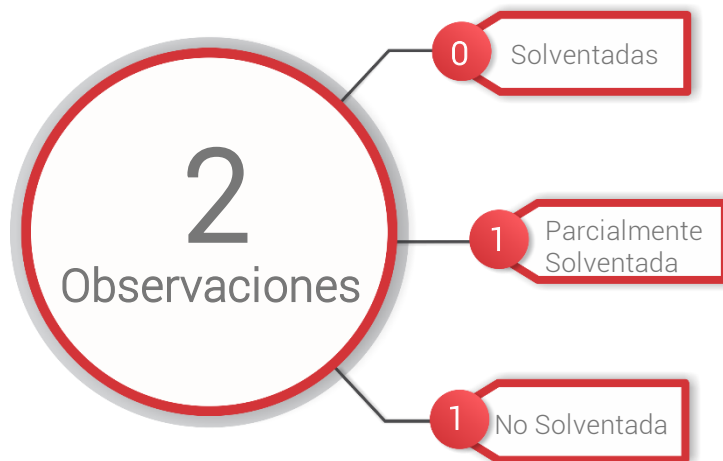 2
Observaciones
0
Solventadas
1
Parcialmente
Solventada
1
No Solventada